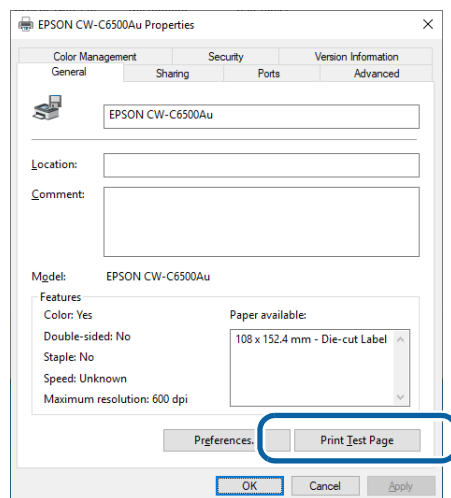 EPSON CW-C6500Au Properties
Color Management Security Version Information
General Sharing Ports Advanced
EPSON CW-C6500Au
Location:
Comment:
Model: EPSON CW-C6500Au
Features
Color: Yes
Paper available:
Double-sided: No
108 x 152.4 mm - Die-cut Label
Staple: No
Speed: Unknown
Maximum resolution: 600 dpi
Preferences. Print Test Page
OK Cancel Apply